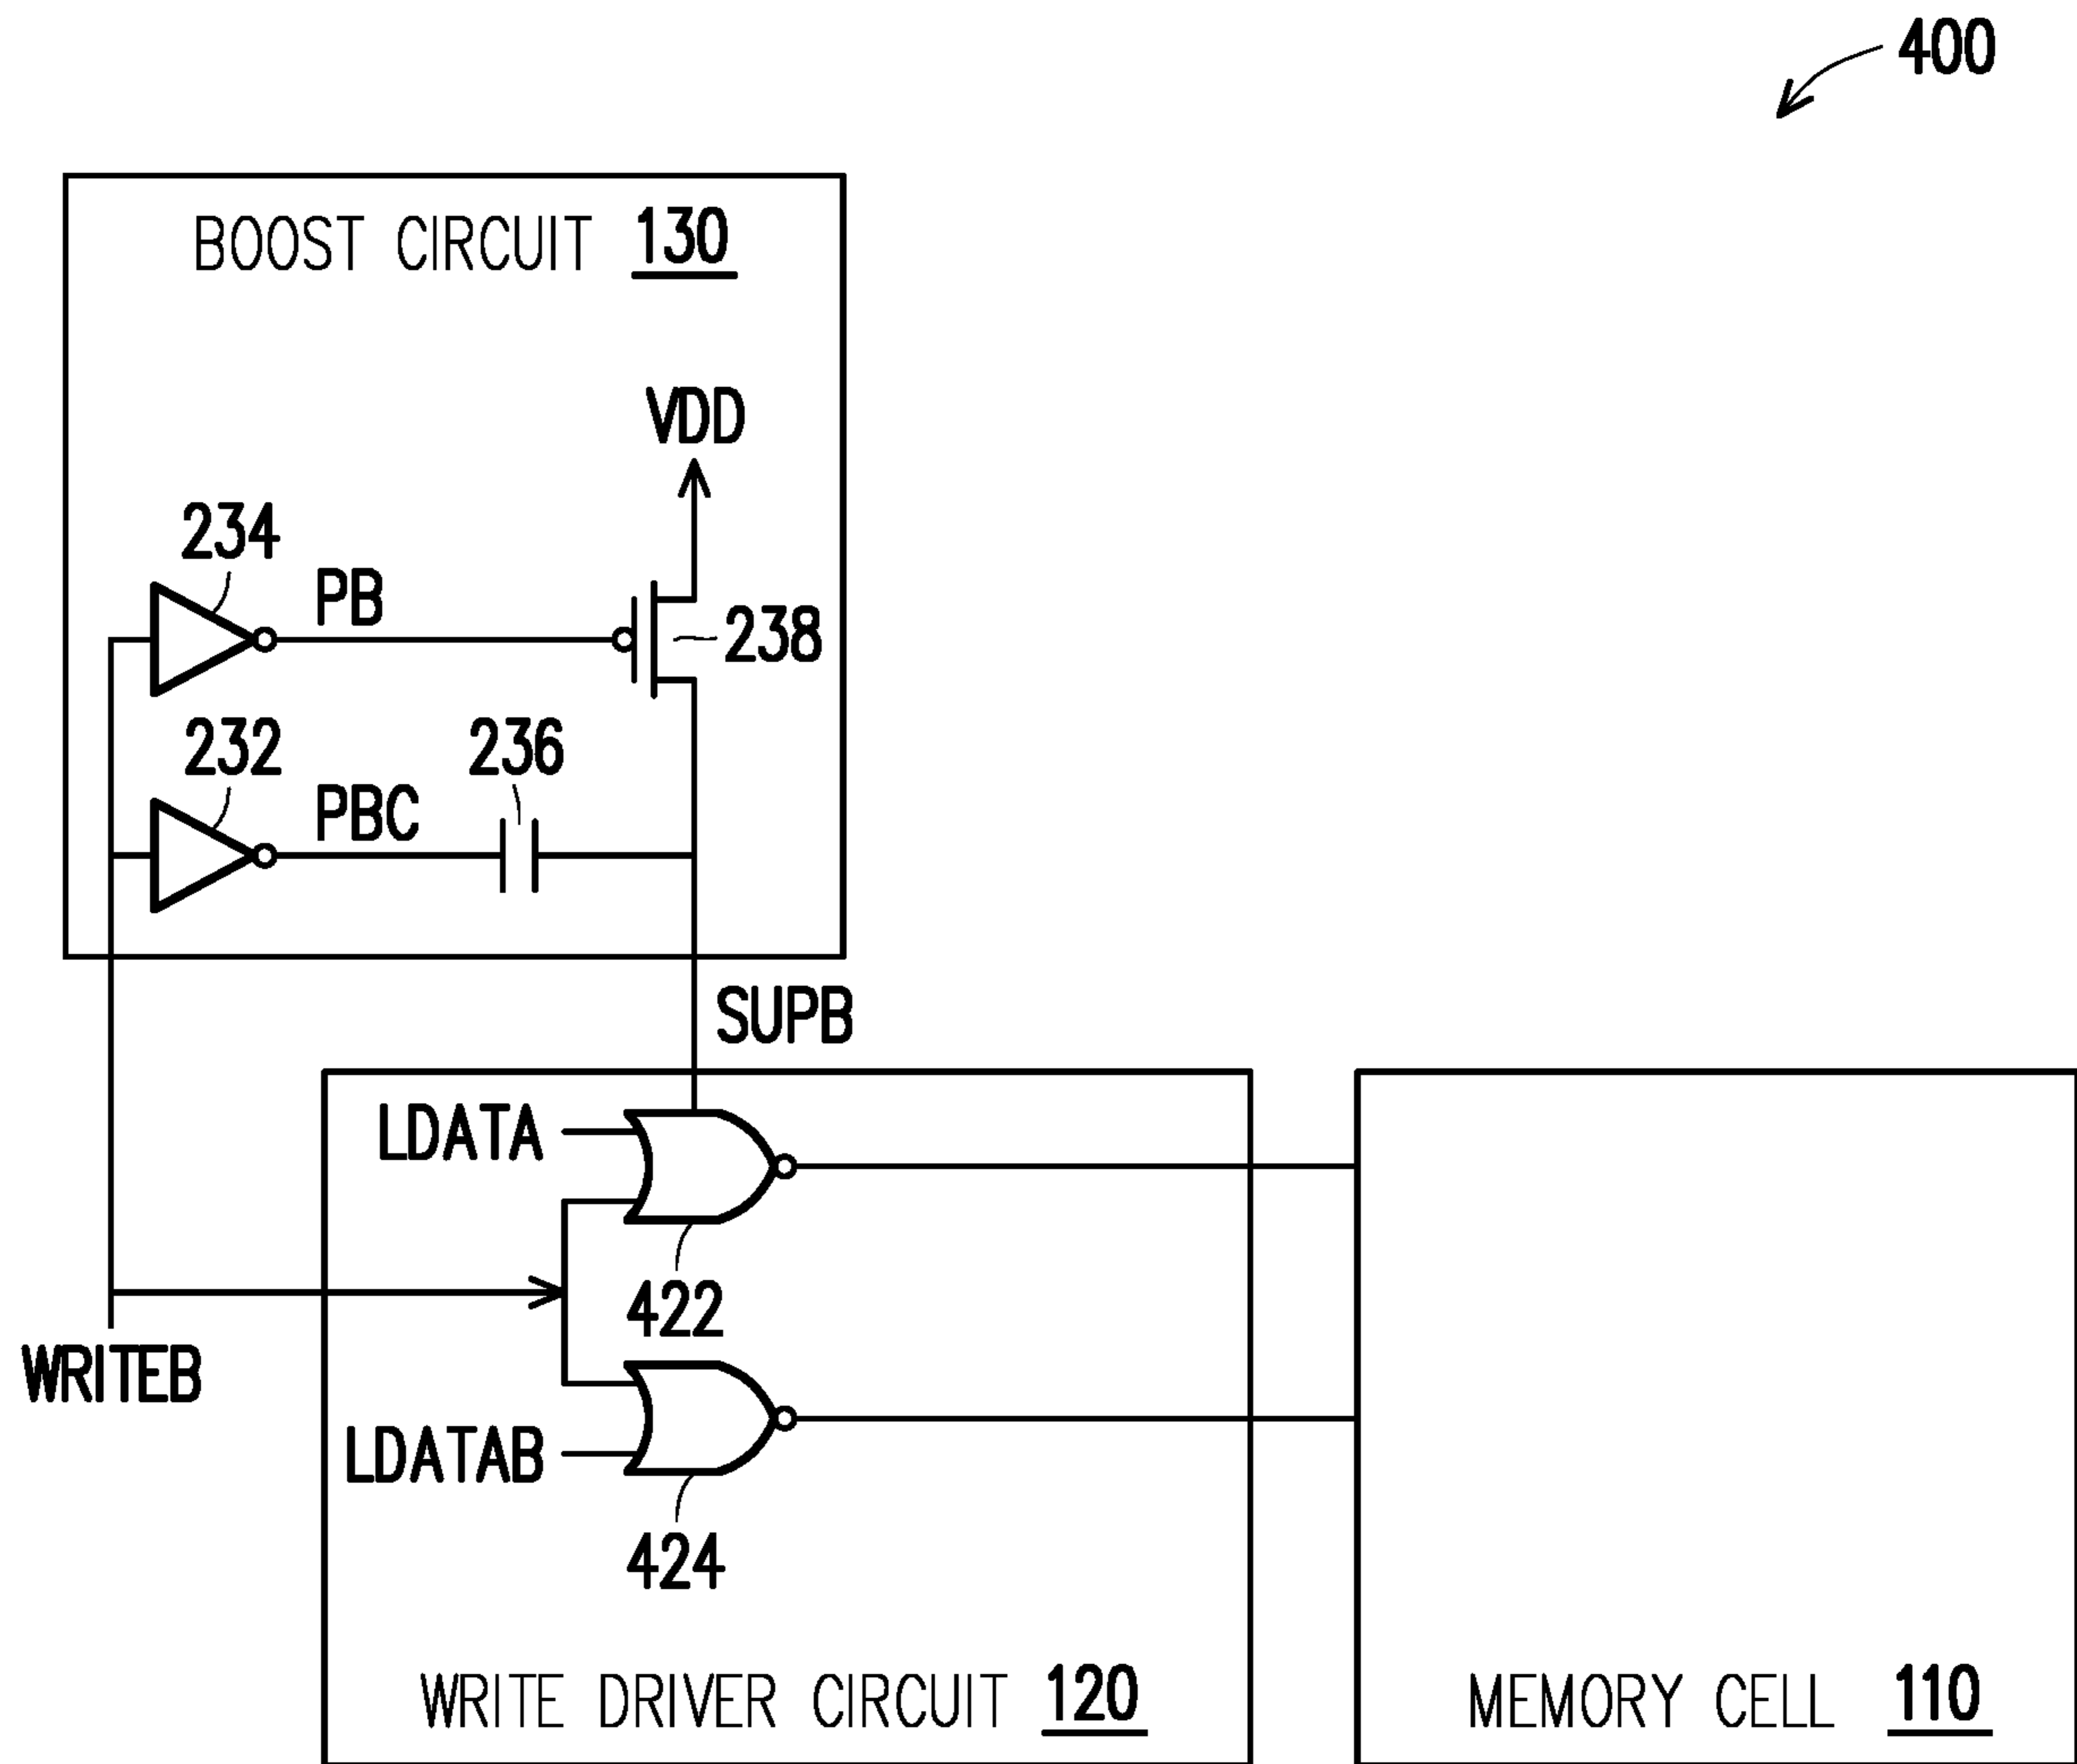 400
BOOST CIRCUIT 130
VDD
234
PB
238
232
236
PBC
SUPB
LDATA
422
WRITEB
LDATAB
424
WRITE DRIVER CIRCUIT 120
MEMORY CELL 110